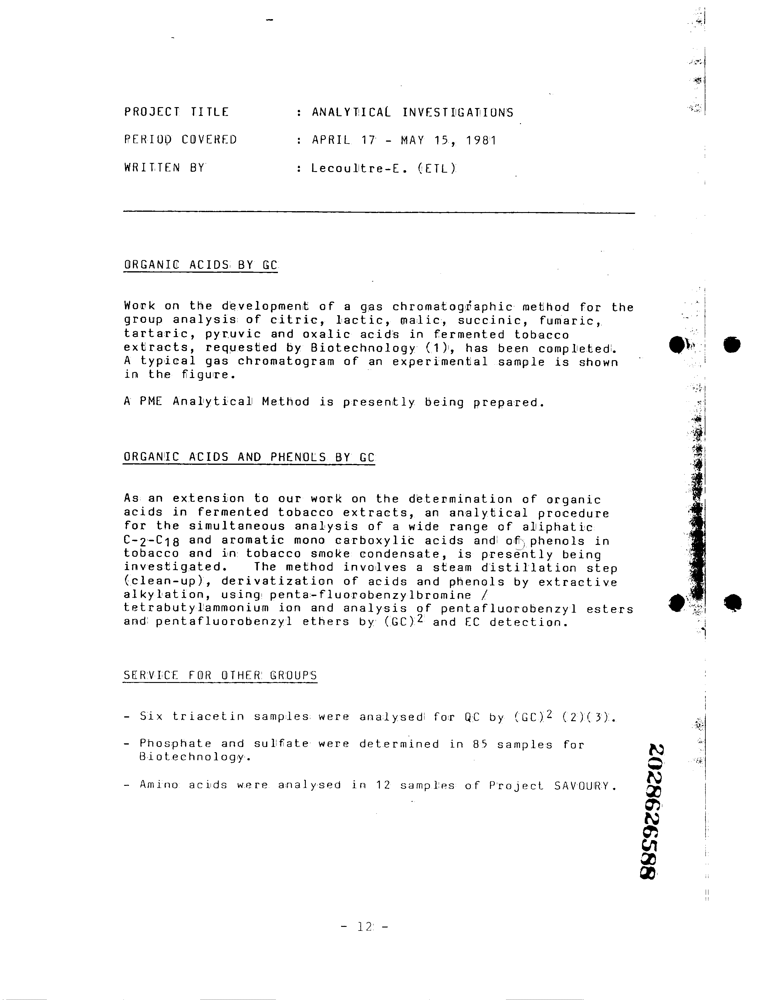 PROJECT TITLE : ANALYTICAL INVESTIGATIONS
PERIOD COVERED : APRIL 17 - MAY 15, 1981
WRITTEN BY : Lecoultre-E. (ETL)
ORGANIC ACIDS BY GC
Work on the development of a gas chromatographic method for the
group analysis of citric, lactic, malic, succinic, fumaric,
tartaric, pyruvic and oxalic acids in fermented tobacco
extracts, requested by Biotechnology (1), has been completed.
A typical gas chromatogram of an experimental sample is shown
in the figure.
A PME Analytical Method is presently being prepared.
ORGANIC ACIDS AND PHENOLS BY GC
As an extension to our work on the determination of organic
acids in fermented tobacco extracts, an analytical procedure
for the simultaneous analysis of a wide range of aliphatic
C-2-C18 and aromatic mono carboxylic acids and of phenols in
tobacco and in tobacco smoke condensate, is presently being
investigated. The method involves a steam distillation step
(clean-up), derivatization of acids and phenols by extractive
alkylation, using penta-fluorobenzylbromine /
tetrabutylammonium ion and analysis of pentafluorobenzyl esters
and pentafluorobenzyl ethers by (GC)2 and EC detection.
SERVICE FOR OTHER GROUPS
- Six triacetin samples were analysed for QC by (GC)2 (2)(3).
- Phosphate and sulfate were determined in 85 samples for
Biotechnology.
- Amino acids were analysed in 12 samples of Project SAVOURY.
2028626588
- 12 -